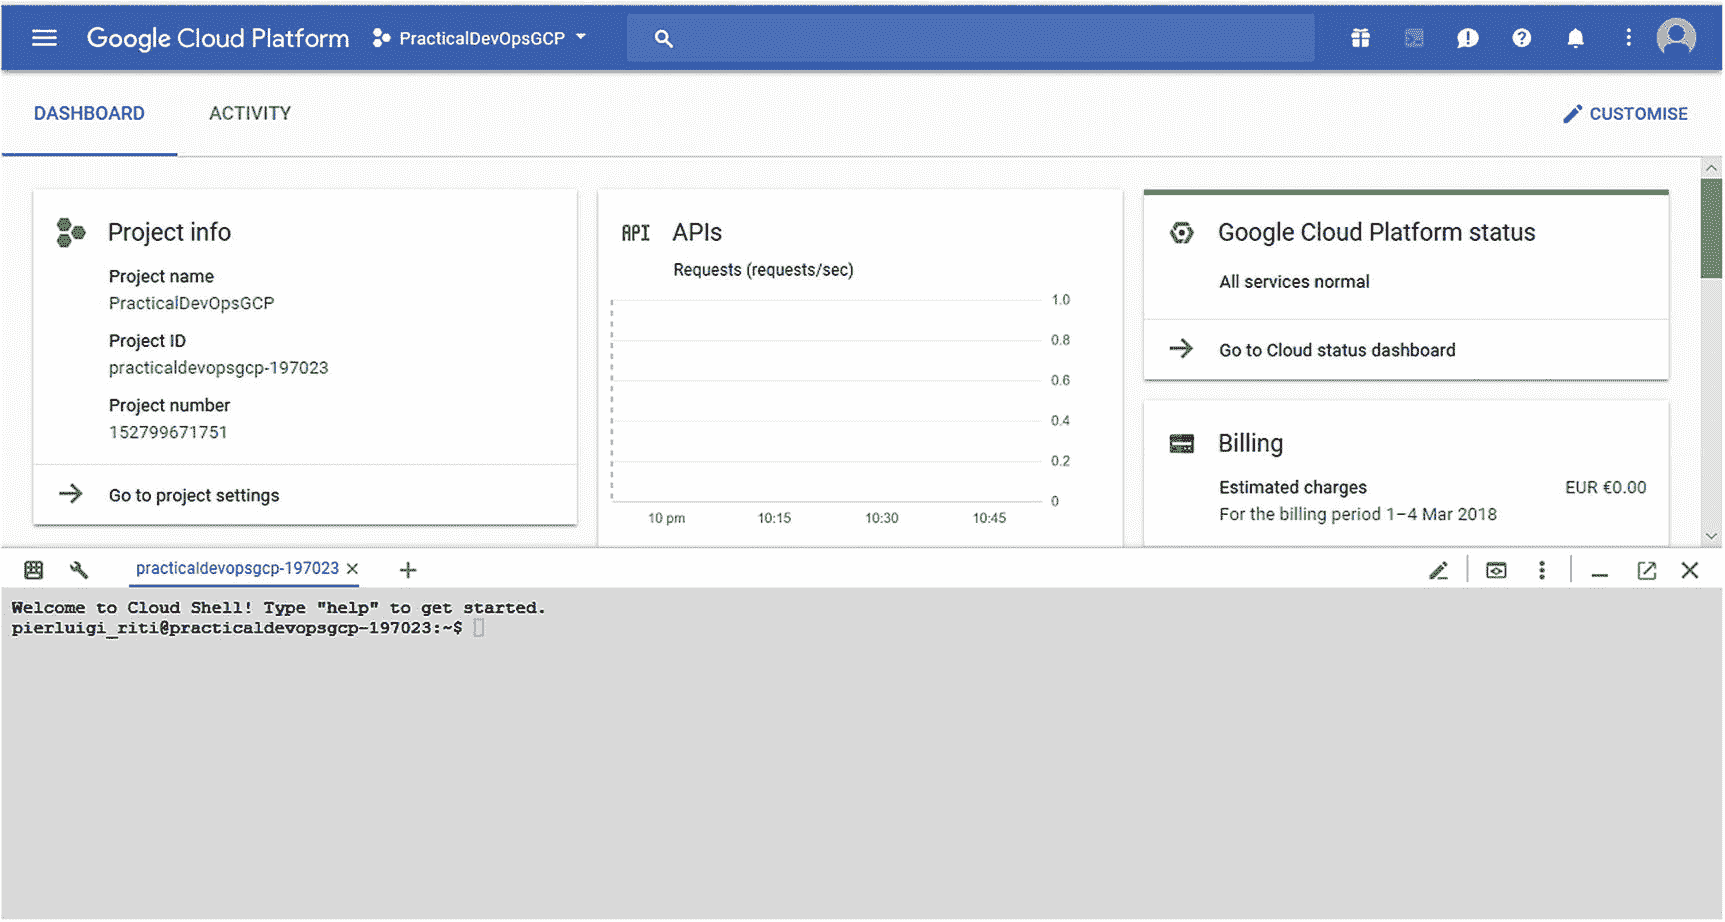 Google Cloud Platform PracticalDevOpsGCP
DASHBOARD ACTIVITY CUSTOMISE
Project info
Project name
PracticalDevOpsGCP
Project ID
practicaldevopsgcp-197023
Project number
152799671751
Go to project settings
API APIs
Requests (requests/sec)
1.0
0.8
0.6
0.4
0.2
0
10 pm 10:15 10:30 10:45
Google Cloud Platform status
All services normal
Go to Cloud status dashboard
Billing
Estimated charges EUR €0.00
For the billing period 1–4 Mar 2018
practicaldevopsgcp-197023
Welcome to Cloud Shell! Type "help" to get started.
pierluigi_riti@practicaldevopsgcp-197023:~$